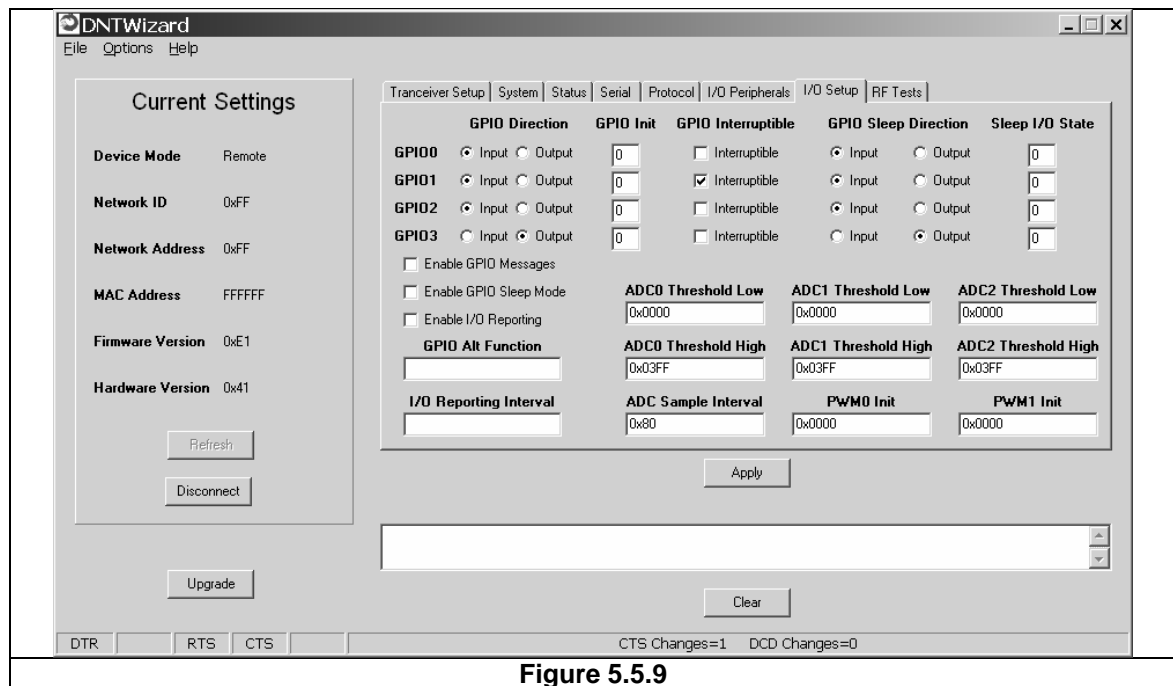 DNTWizard
File Options Help
Current Settings
Device Mode Remote
Network ID 0xFF
Network Address 0xFF
MAC Address FFFFFF
Firmware Version 0xE1
Hardware Version 0x41
Refresh
Disconnect
Upgrade
Tranceiver Setup System Status Serial Protocol I/O Peripherals I/O Setup RF Tests
GPIO Direction GPIO Init GPIO Interruptible GPIO Sleep Direction Sleep I/O State
GPIO0 Input Output 0 Interruptible Input Output 0
GPIO1 Input Output 0 Interruptible Input Output 0
GPIO2 Input Output 0 Interruptible Input Output 0
GPIO3 Input Output 0 Interruptible Input Output 0
Enable GPIO Messages
Enable GPIO Sleep Mode
Enable I/O Reporting
ADC0 Threshold Low ADC1 Threshold Low ADC2 Threshold Low
0x0000 0x0000 0x0000
GPIO Alt Function ADC0 Threshold High ADC1 Threshold High ADC2 Threshold High
0x03FF 0x03FF 0x03FF
I/O Reporting Interval ADC Sample Interval PWM0 Init PWM1 Init
0x80 0x0000 0x0000
Apply
Clear
DTR RTS CTS CTS Changes=1 DCD Changes=0
Figure 5.5.9